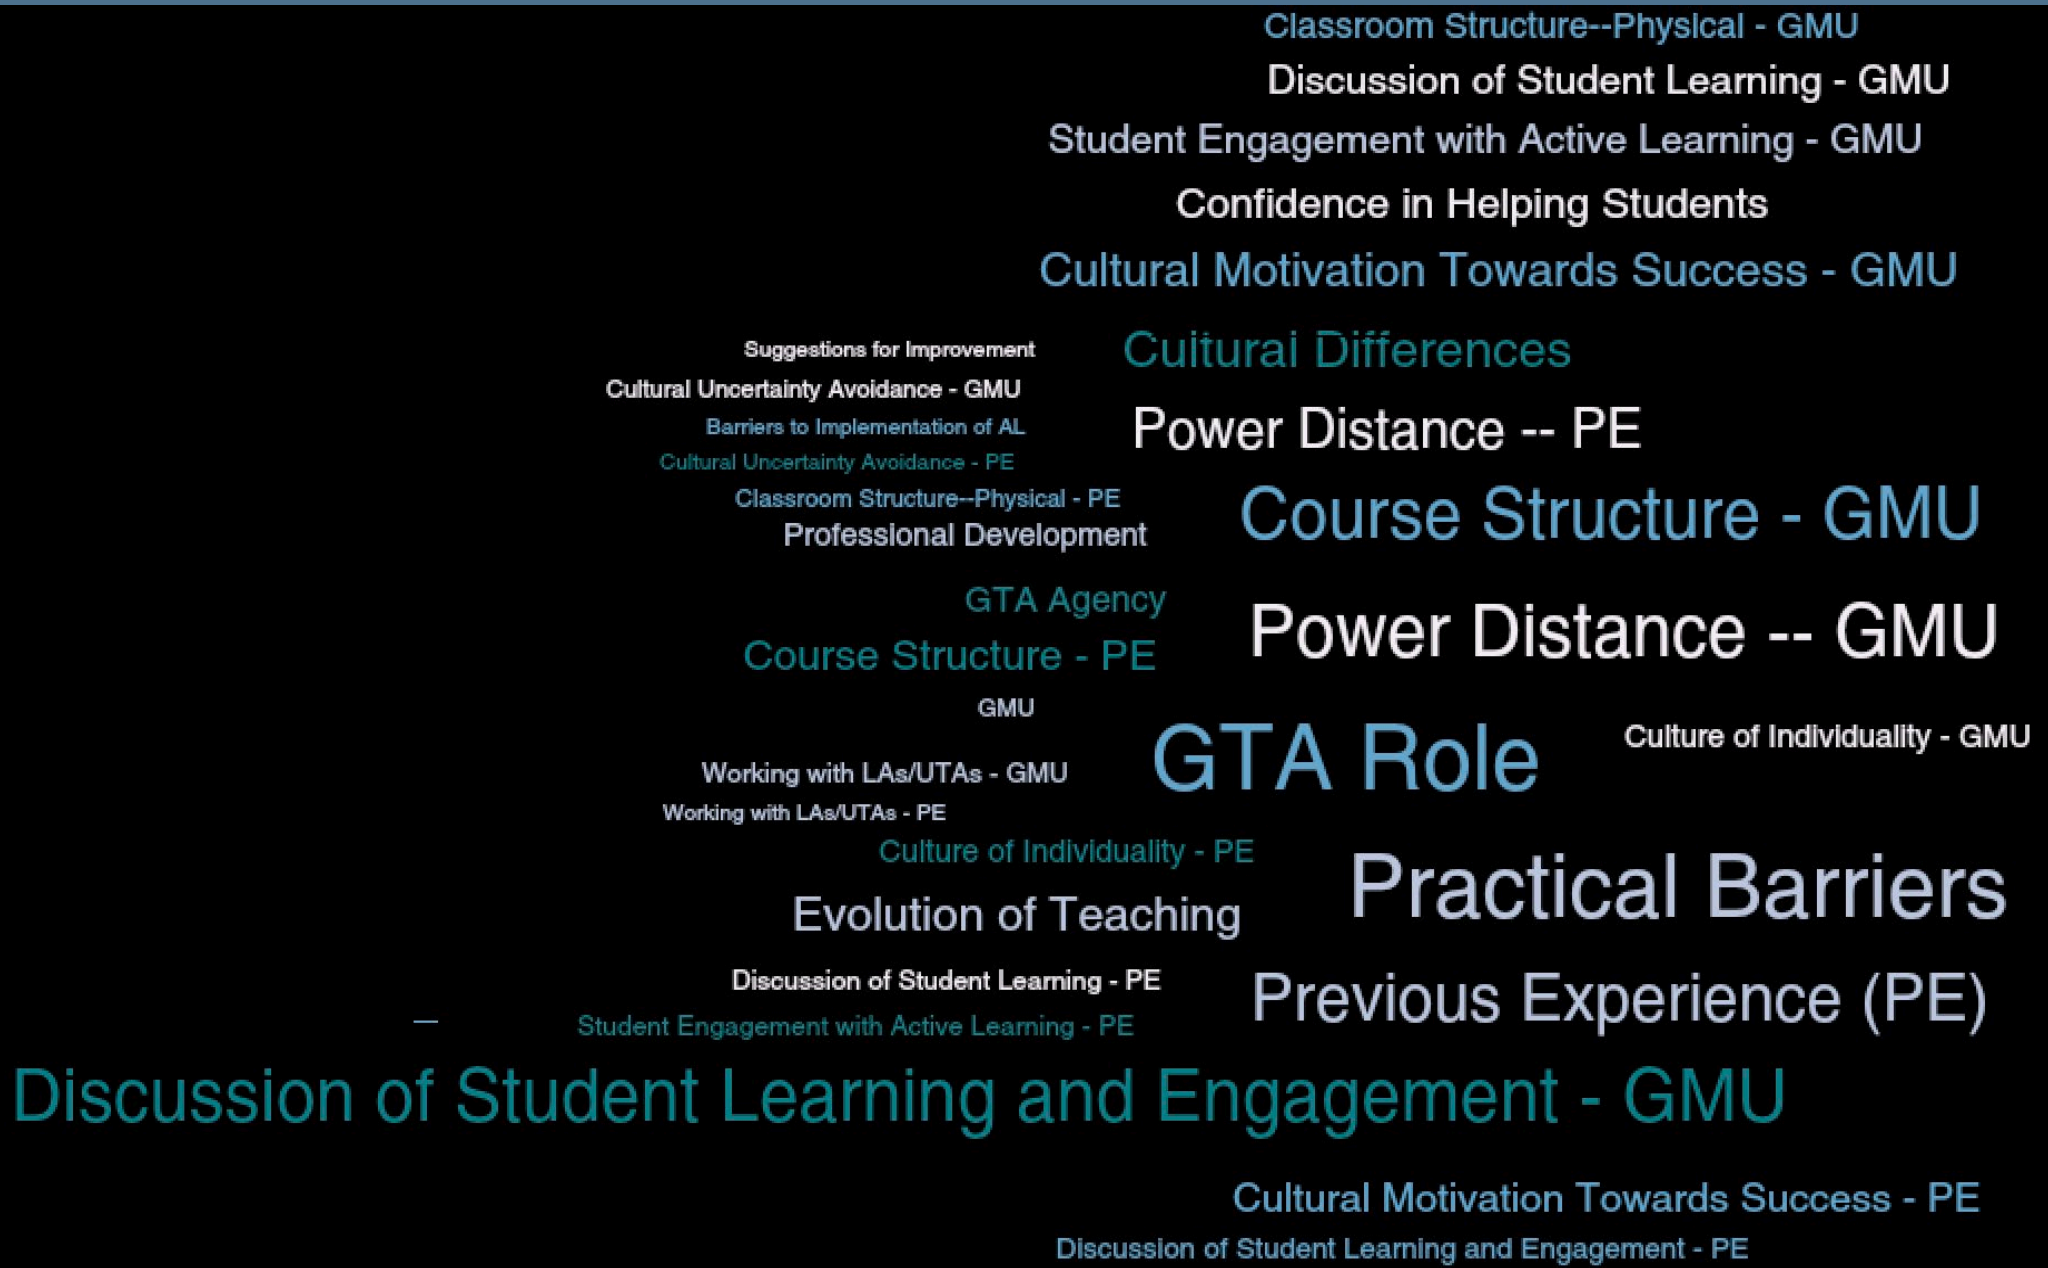 Classroom Structure--Physical - GMU
Discussion of Student Learning - GMU
Student Engagement with Active Learning - GMU
Confidence in Helping Students
Cultural Motivation Towards Success - GMU
Suggestions for Improvement
Cultural Differences
Cultural Uncertainty Avoidance - GMU
Barriers to Implementation of AL
Power Distance -- PE
Cultural Uncertainty Avoidance - PE
Classroom Structure--Physical - PE
Course Structure - GMU
Professional Development
GTA Agency
Power Distance -- GMU
Course Structure - PE
GMU
GTA Role
Culture of Individuality - GMU
Working with LAs/UTAs - GMU
Working with LAs/UTAs - PE
Culture of Individuality - PE
Practical Barriers
Evolution of Teaching
Discussion of Student Learning - PE
Previous Experience (PE)
Student Engagement with Active Learning - PE
Discussion of Student Learning and Engagement - GMU
Cultural Motivation Towards Success - PE
Discussion of Student Learning and Engagement - PE